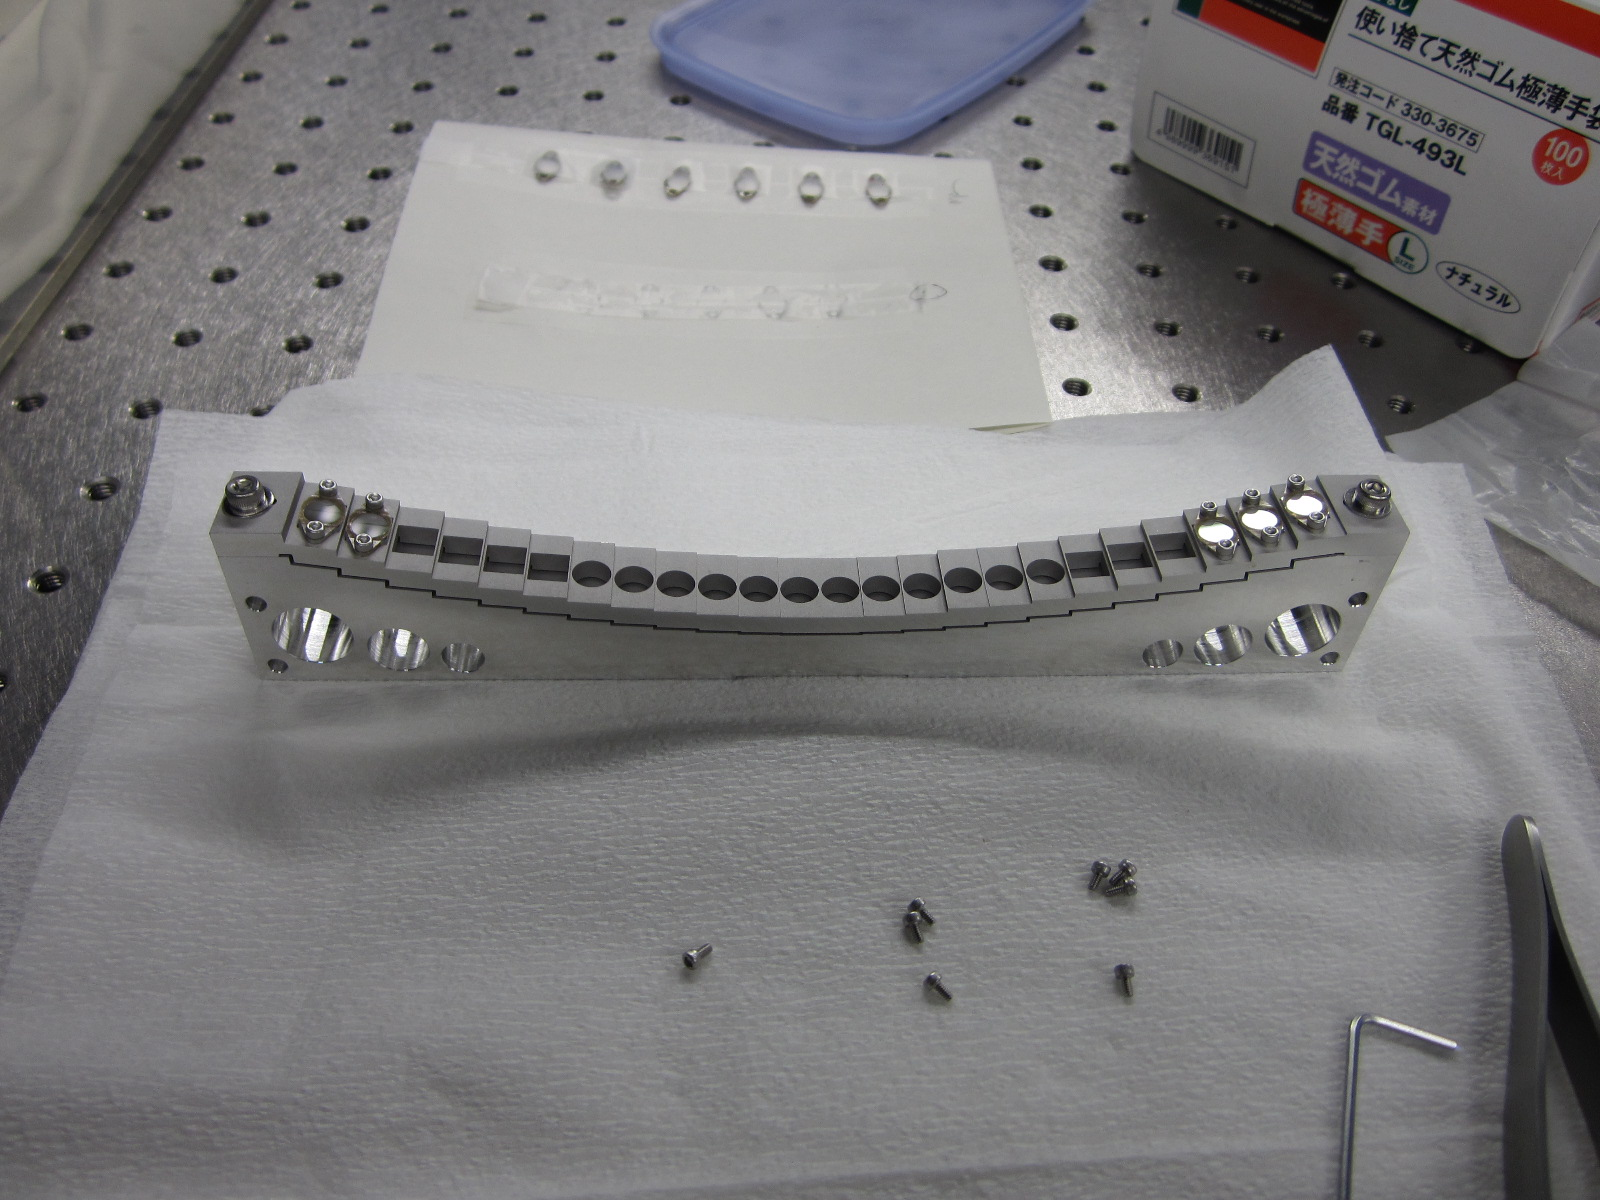 使い捨て天然ゴム極薄手袋
発注コード 330-3675
品番 TGL-493L
100
枚入
天然ゴム素材
極薄手
L
SIZE
ナチュラル